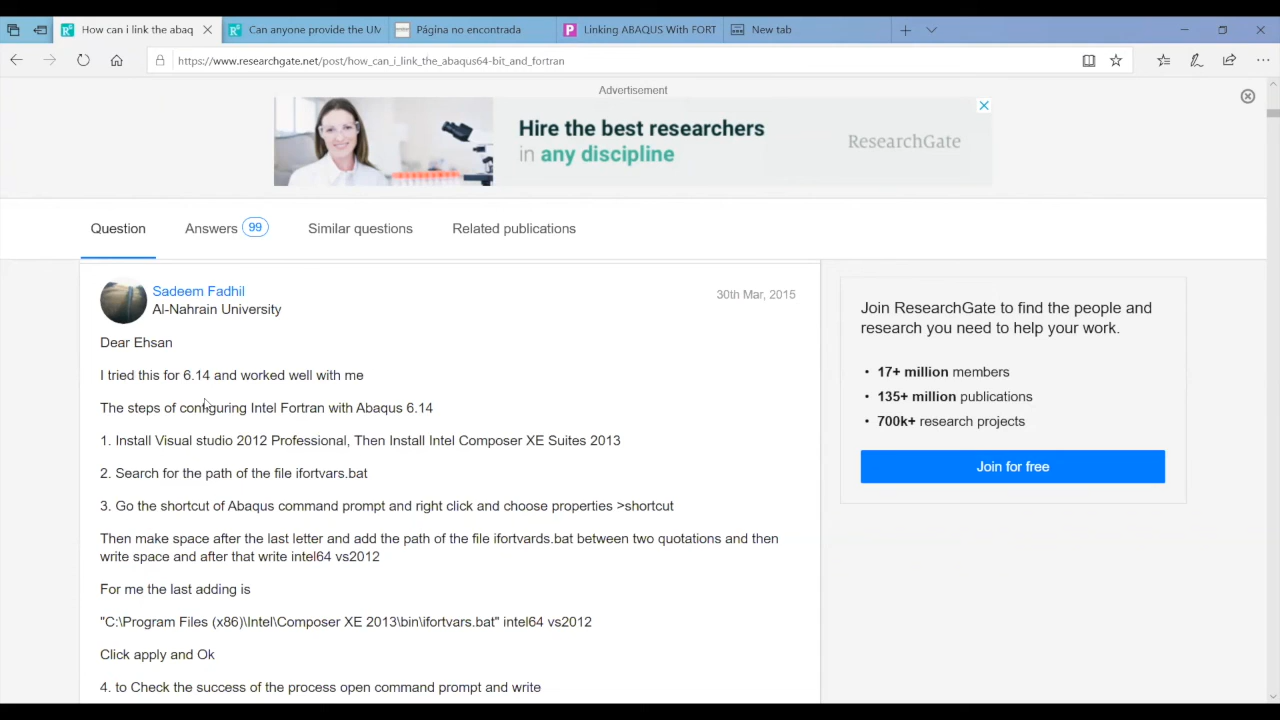 How can i link the abaq
Can anyone provide the UM
Página no encontrada
Linking ABAQUS With FORT
New tab
https://www.researchgate.net/post/how_can_i_link_the_abaqus64-bit_and_fortran
Advertisement
Hire the best researchers
in any discipline
ResearchGate
Question
Answers 99
Similar questions
Related publications
Sadeem Fadhil
30th Mar, 2015
Al-Nahrain University
Dear Ehsan
I tried this for 6.14 and worked well with me
The steps of configuring Intel Fortran with Abaqus 6.14
1. Install Visual studio 2012 Professional, Then Install Intel Composer XE Suites 2013
2. Search for the path of the file ifortvars.bat
3. Go the shortcut of Abaqus command prompt and right click and choose properties >shortcut
Then make space after the last letter and add the path of the file ifortvards.bat between two quotations and then
write space and after that write intel64 vs2012
For me the last adding is
"C:\Program Files (x86)\Intel\Composer XE 2013\bin\ifortvars.bat" intel64 vs2012
Click apply and Ok
4. to Check the success of the process open command prompt and write
Join ResearchGate to find the people and
research you need to help your work.
• 17+ million members
• 135+ million publications
• 700k+ research projects
Join for free